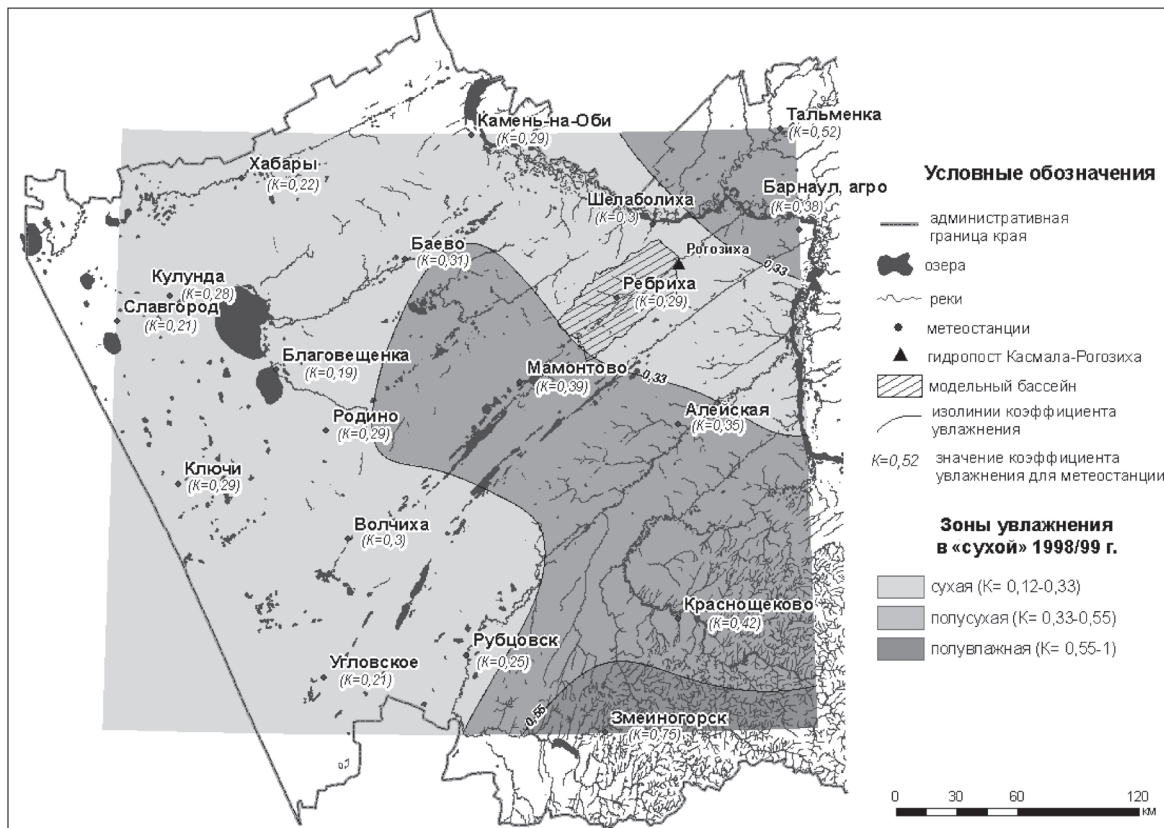 Камень-на-Оби
(К=0,29)
Тальменка
(К=0,52)
Хабары
(К=0,22)
Барнаул, агро
(К=0,38)
Шелаболиха
(К=0,3)
Баево
(К=0,31)
Рогозиха
0,33
Кулунда
(К=0,28)
Ребриха
(К=0,29)
Славгород
(К=0,21)
Благовещенка
(К=0,19)
Мамонтово
(К=0,39)
0,33
Родино
(К=0,29)
Алейская
(К=0,35)
Ключи
(К=0,29)
Волчиха
(К=0,3)
Краснощеково
(К=0,42)
Рубцовск
(К=0,25)
Угловское
(К=0,21)
0,55
Змеиногорск
(К=0,75)
Условные обозначения
административная
граница края
озера
реки
метеостанции
гидропост Касмала-Рогозиха
модельный бассейн
изолинии коэффициента
увлажнения
К=0,52 значение коэффициента
увлажнения для метеостанции
Зоны увлажнения
в «сухой» 1998/99 г.
сухая (К= 0,12-0,33)
полусухая (К= 0,33-0,55)
полувлажная (К= 0,55-1)
0 30 60 120
км